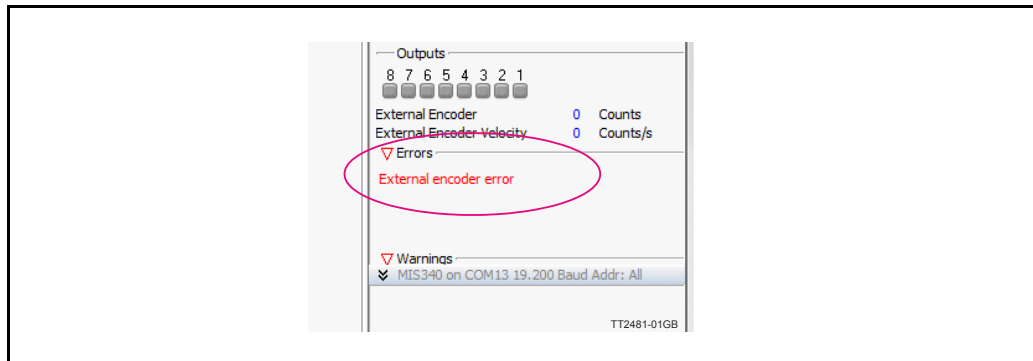 Outputs
8 7 6 5 4 3 2 1
External Encoder 0 Counts
External Encoder Velocity 0 Counts/s
Errors
External encoder error
Warnings
MIS340 on COM13 19.200 Baud Addr: All
TT2481-01GB